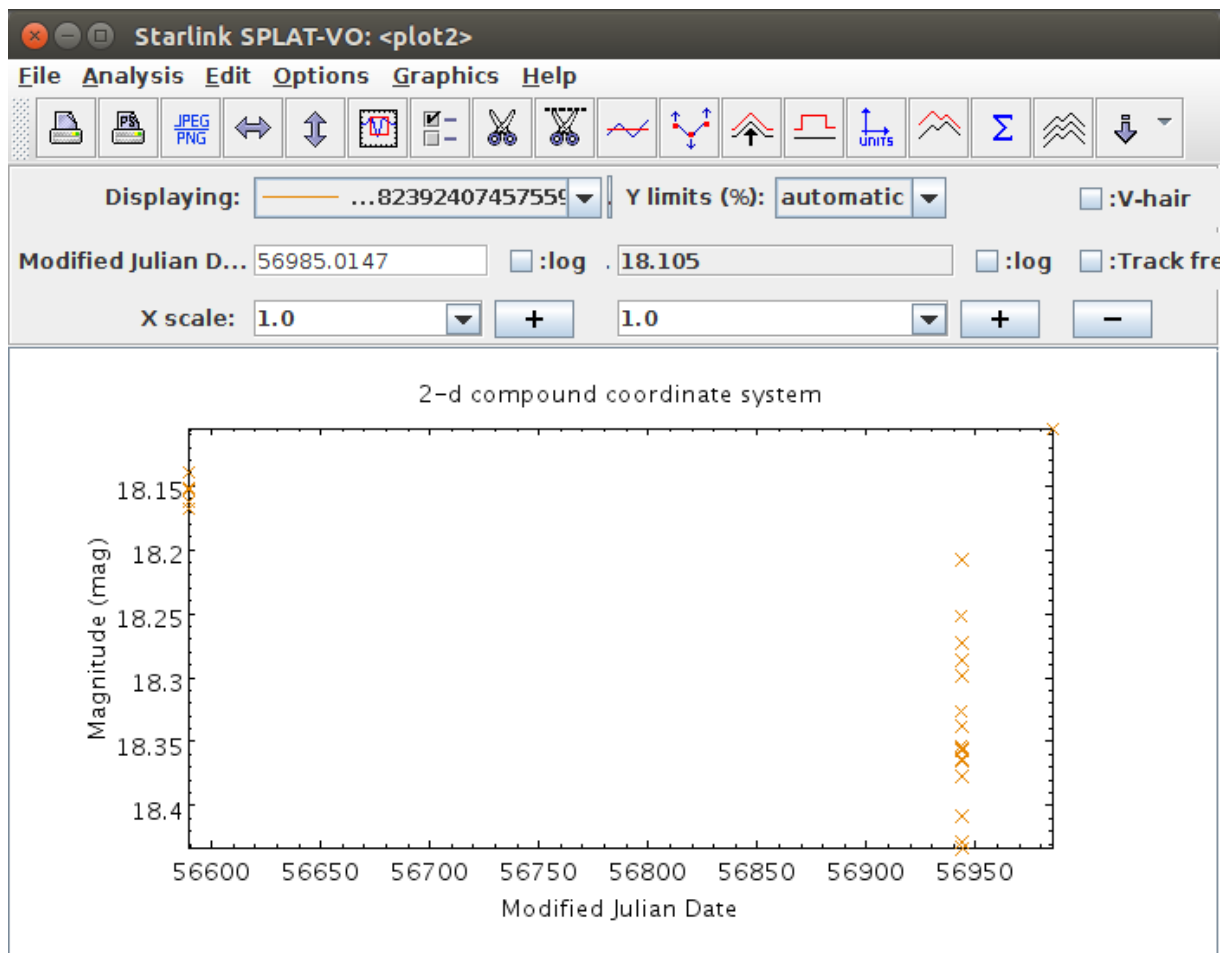 Starlink SPLAT-VO: <plot2>
File Analysis Edit Options Graphics Help
PS JPEG PNG UNITS Σ
Displaying: ...82392407457559 Y limits (%): automatic :V-hair
Modified Julian D... 56985.0147 :log . 18.105 :log :Track fre
X scale: 1.0 + 1.0 + −
2-d compound coordinate system
18.15
18.2
18.25
18.3
18.35
18.4
Magnitude (mag)
56600 56650 56700 56750 56800 56850 56900 56950
Modified Julian Date